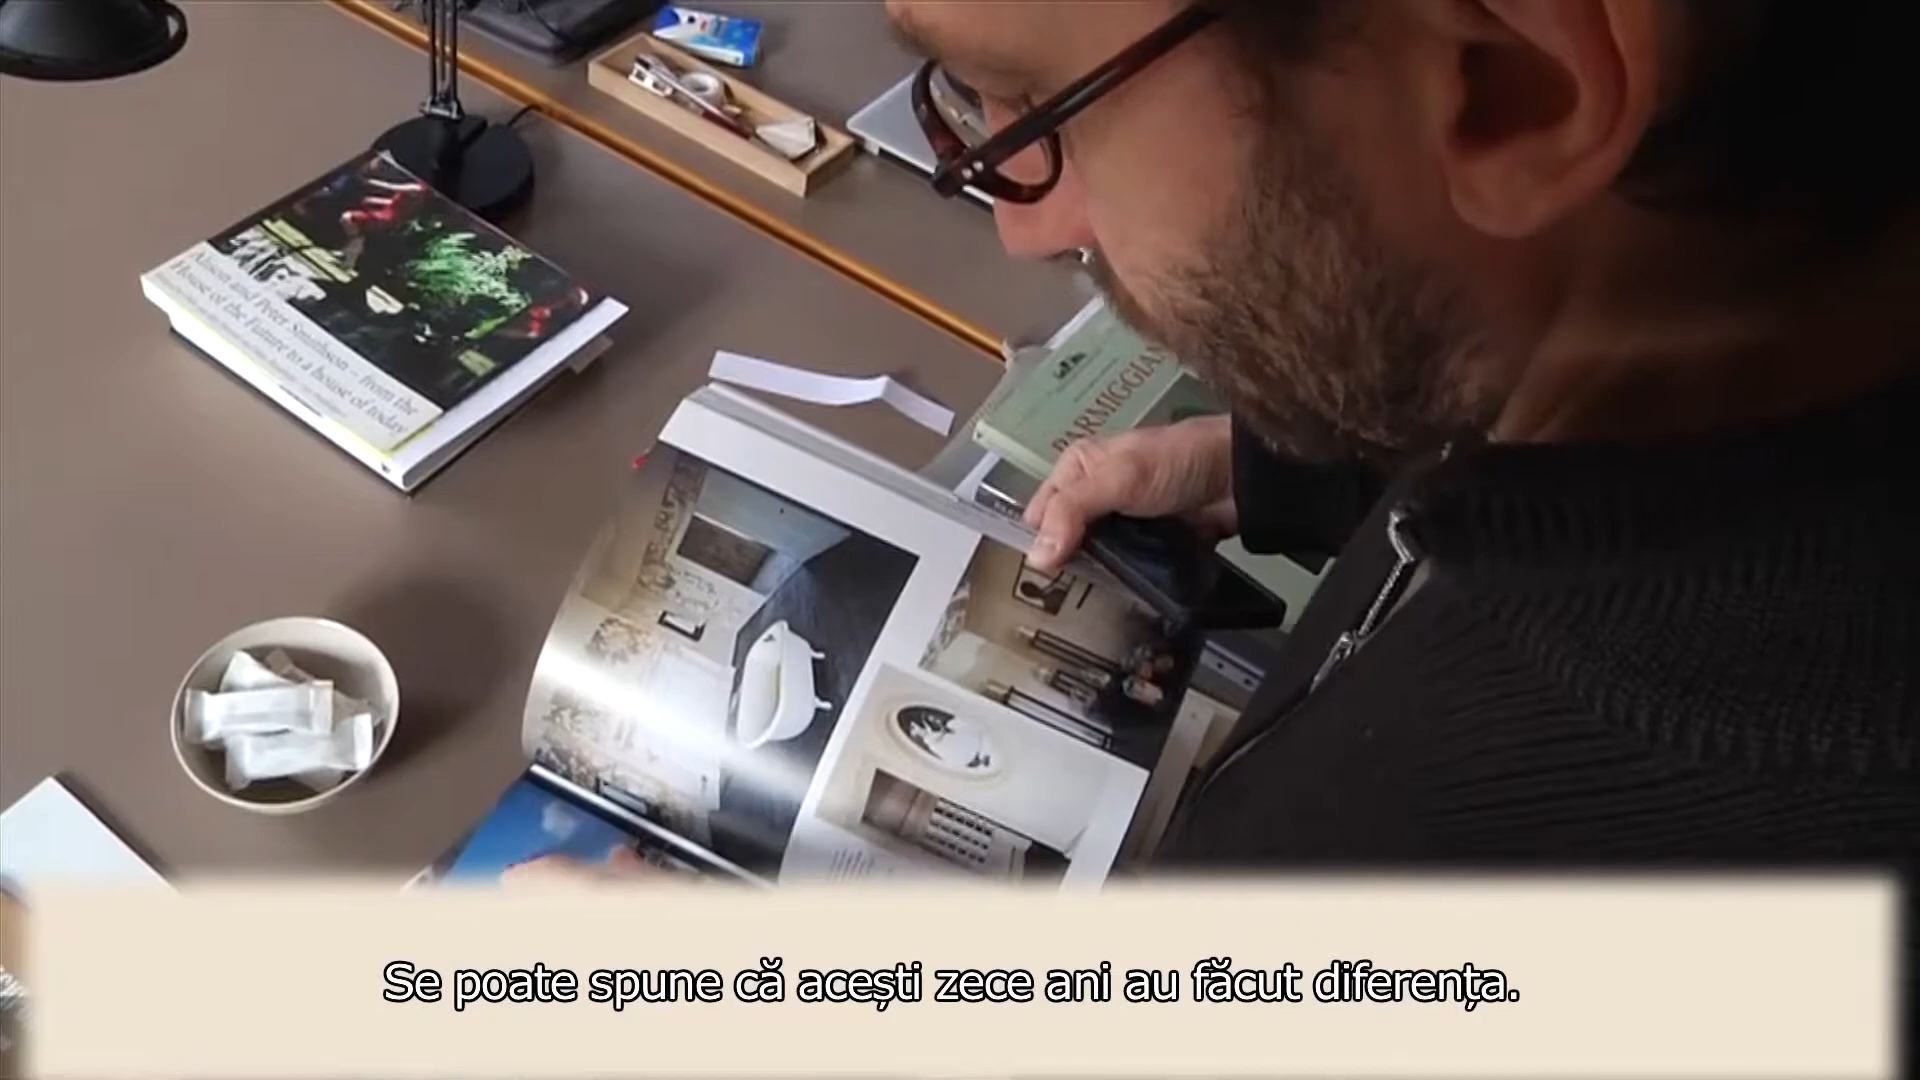 Alison and Peter Smithson – from the
House of the Future to a house of today
PARMIGGIAN
Se poate spune că acești zece ani au făcut diferența.